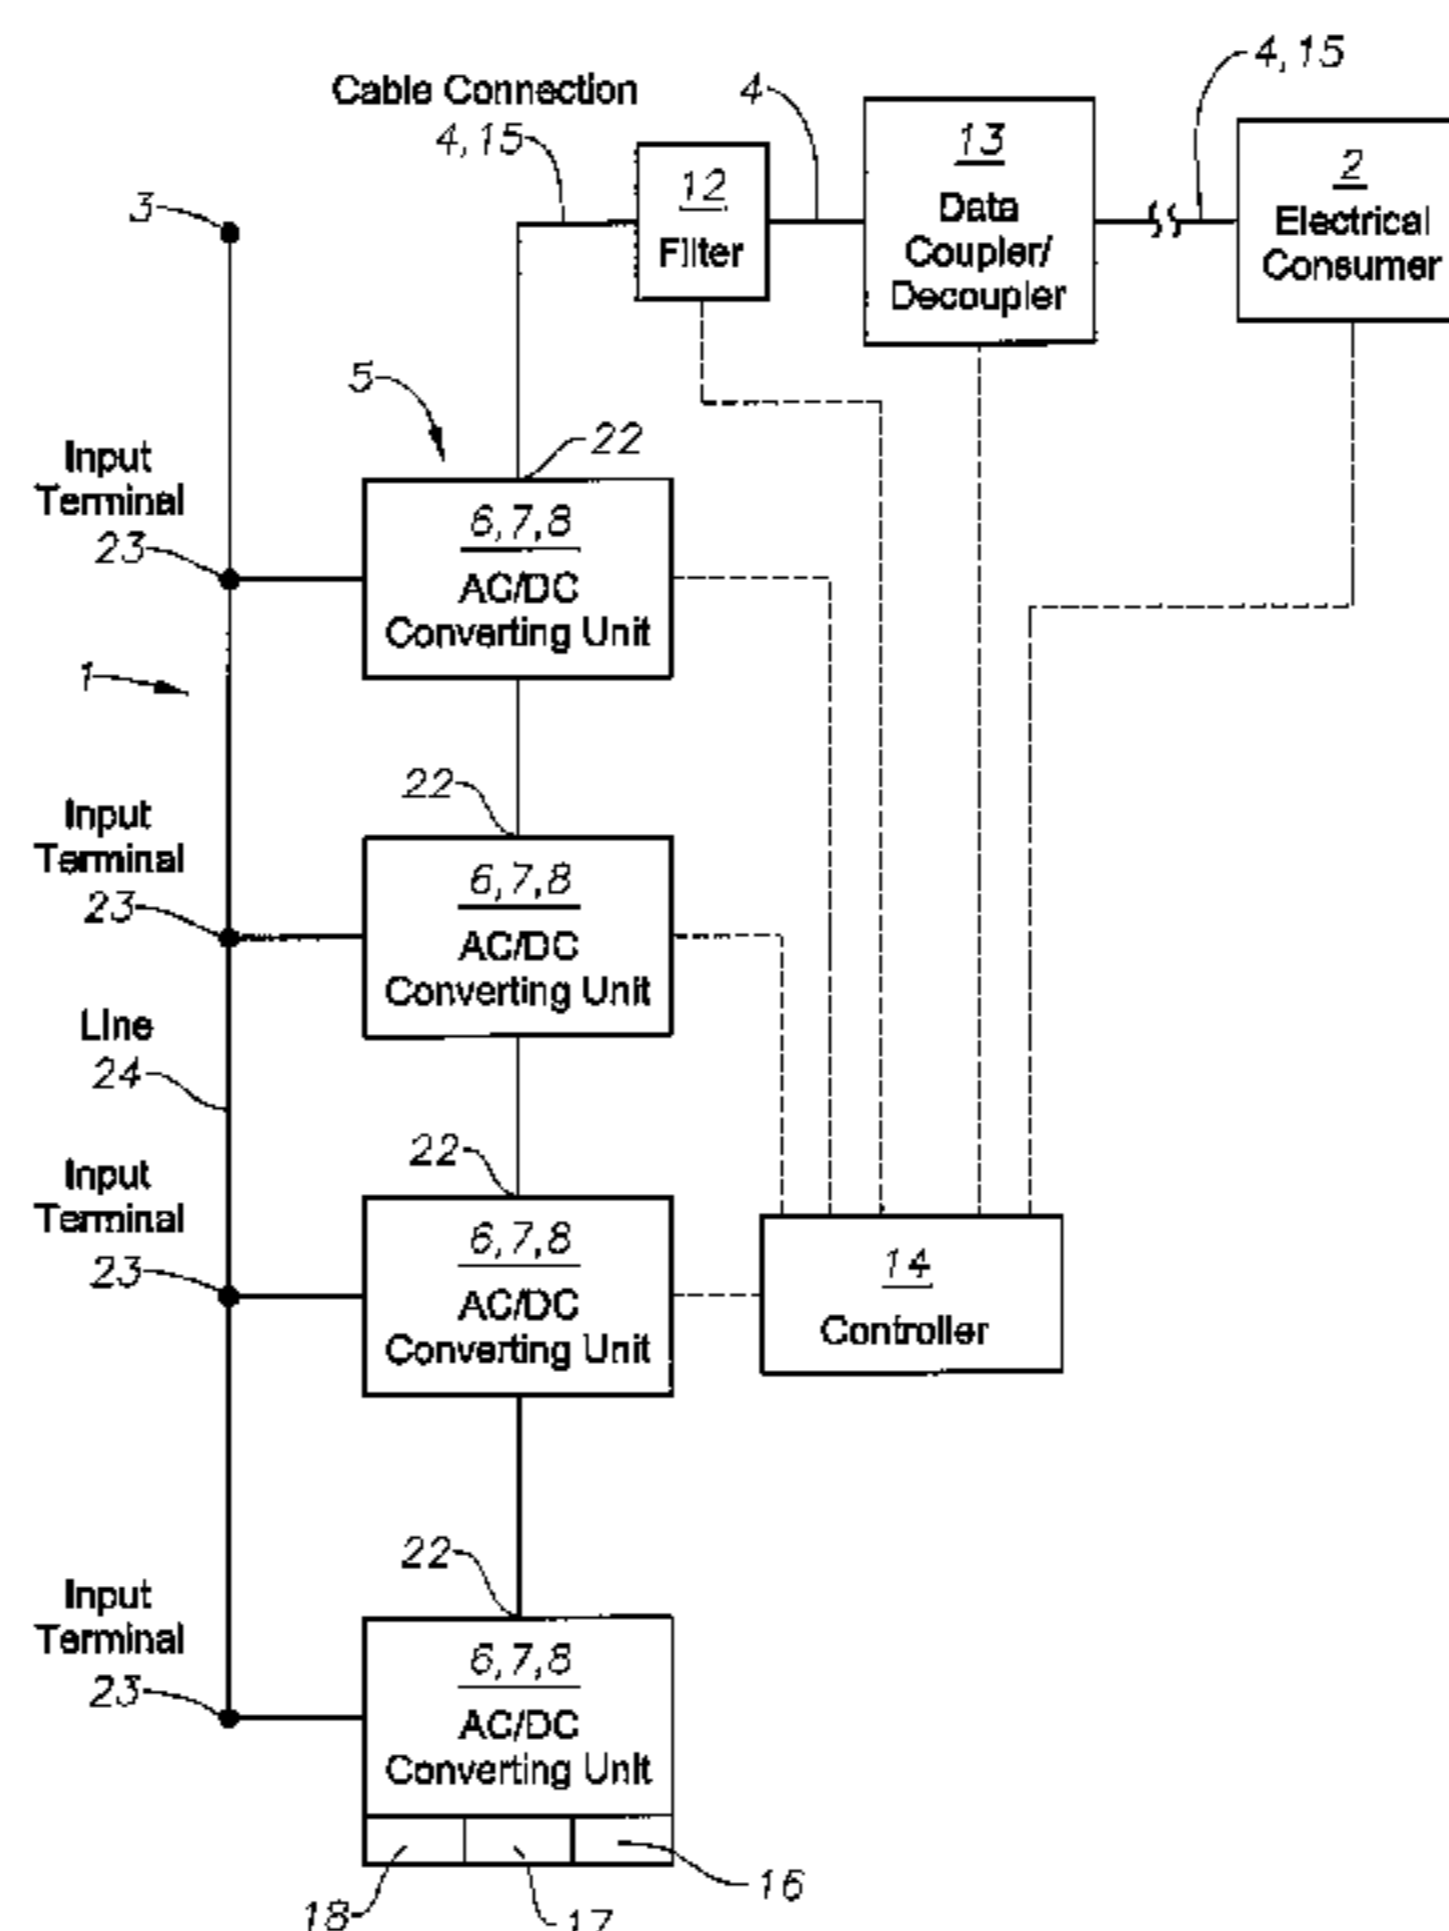 4, 15
Cable Connection
4, 15
4
13
Data
Coupler/
Decoupler
2
Electrical
Consumer
12
Filter
3
5
22
Input
Terminal
23
6, 7, 8
AC/DC
Converting Unit
1
22
Input
Terminal
23
6, 7, 8
AC/DC
Converting Unit
Line
24
22
Input
Terminal
23
6, 7, 8
AC/DC
Converting Unit
14
Controller
22
Input
Terminal
23
6, 7, 8
AC/DC
Converting Unit
16
18
17